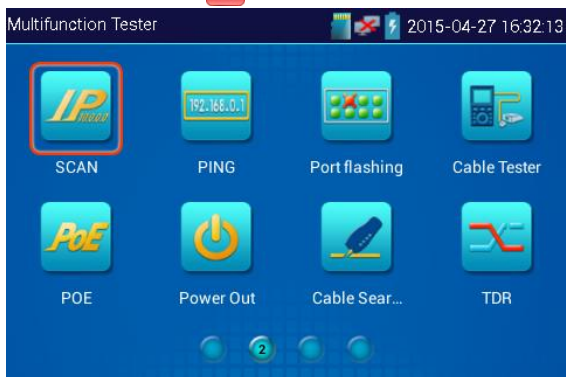 Multifunction Tester 2015-04-27 16:32:13
IP
192.168.0.1
SCAN PING Port flashing Cable Tester
PoE
POE Power Out Cable Sear... TDR
2